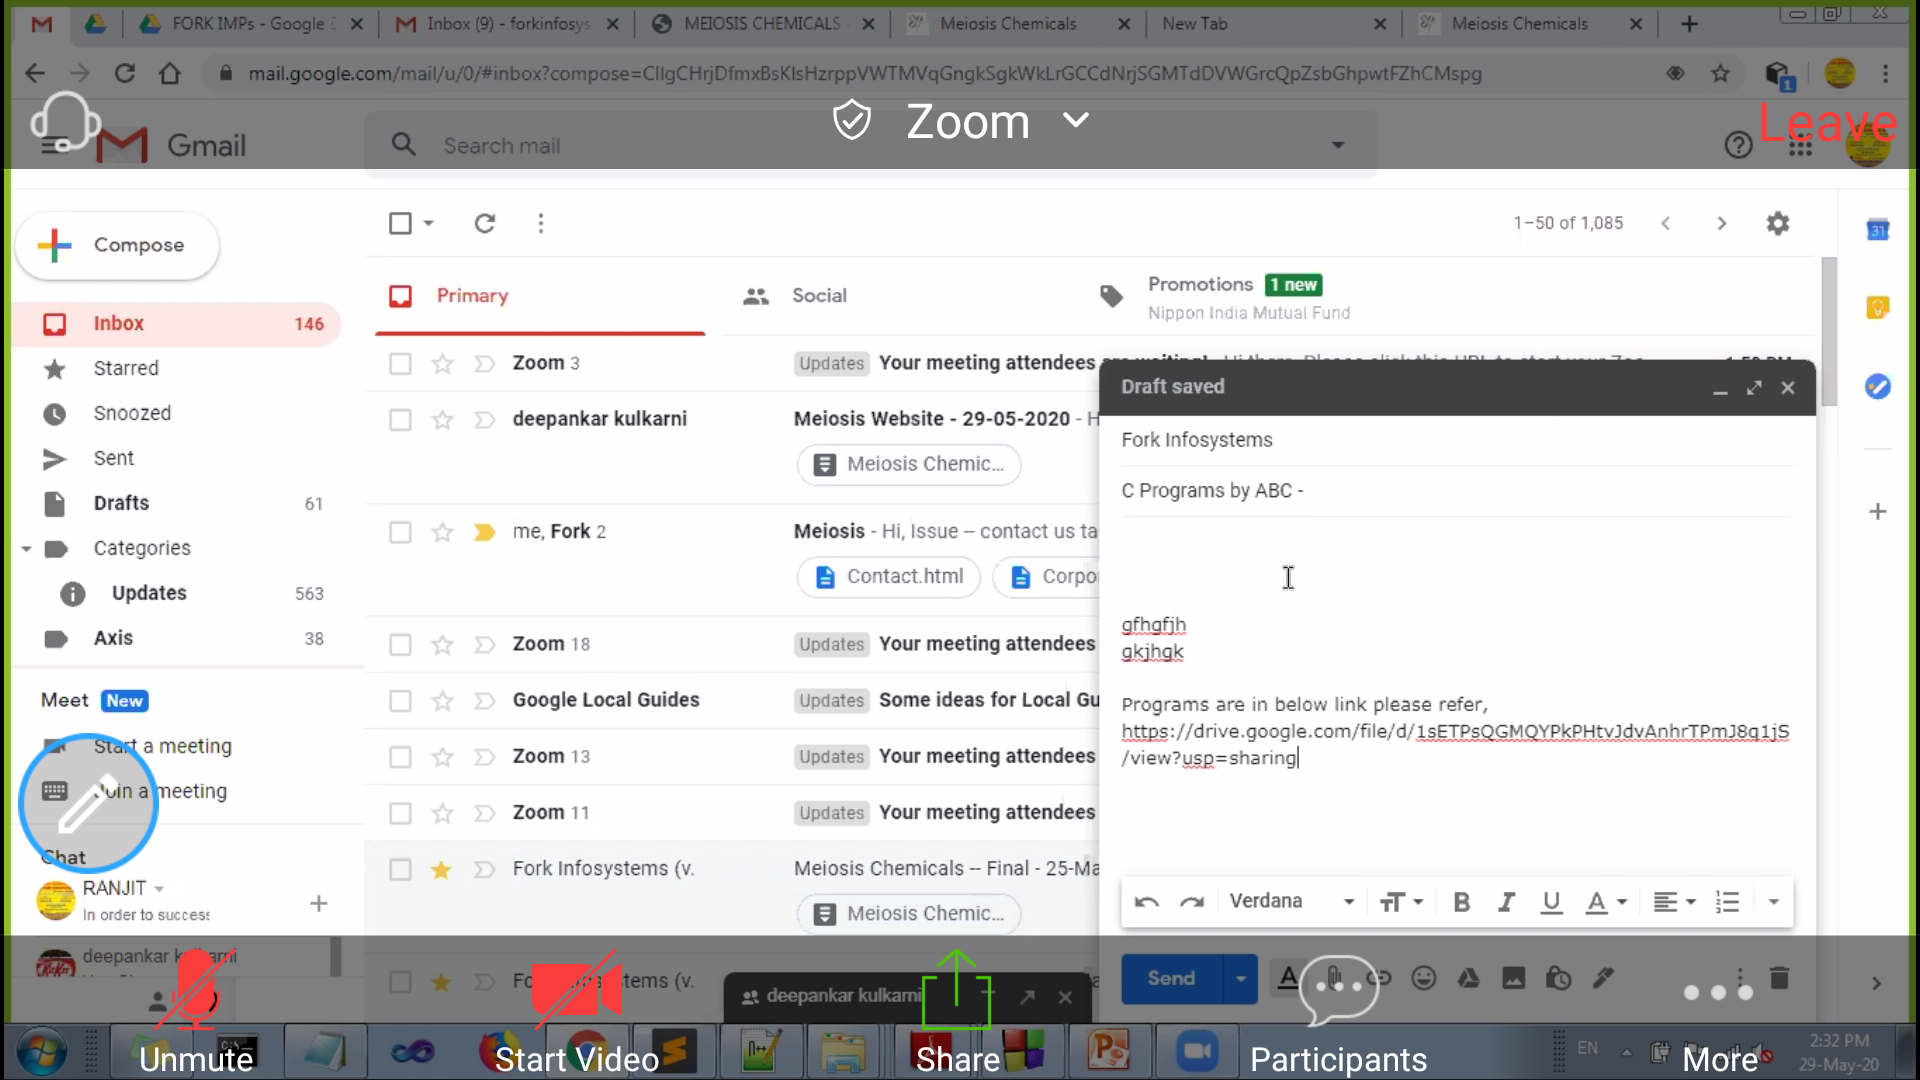 FORK IMPs - Google D
Inbox (9) - forkinfosys
MEIOSIS CHEMICALS
Meiosis Chemicals
New Tab
Meiosis Chemicals
mail.google.com/mail/u/0/#inbox?compose=CllgCHrjDfmxBsKlsHzrppVWTMVqGngkSgkWkLrGCCdNrjSGMTdDVWGrcQpZsbGhpwtFZhCMspg
1
Zoom
Leave
Gmail
Search mail
Compose
1–50 of 1,085
31
Primary
Social
Promotions 1 new
Nippon India Mutual Fund
Inbox 146
Starred
Snoozed
Sent
Drafts 61
Categories
Updates 563
Axis 38
Meet New
Start a meeting
Join a meeting
Chat
RANJIT
In order to success
deepankar kulkarni
Zoom 3 Updates Your meeting attendees are waiting!
deepankar kulkarni Meiosis Website - 29-05-2020 - H
Meiosis Chemic...
me, Fork 2 Meiosis - Hi, Issue -- contact us ta
Contact.html Corpo
Zoom 18 Updates Your meeting attendees
Google Local Guides Updates Some ideas for Local Gu
Zoom 13 Updates Your meeting attendees
Zoom 11 Updates Your meeting attendees
Fork Infosystems (v. Meiosis Chemicals -- Final - 25-Ma
Meiosis Chemic...
deepankar kulkarni
Draft saved
Fork Infosystems
C Programs by ABC -
gfhgfjh
gkjhgk
Programs are in below link please refer,
https://drive.google.com/file/d/1sETPsQGMQYPkPHtvJdvAnhrTPmJ8q1jS
/view?usp=sharing
Verdana
Send
Unmute
Start Video
Share
Participants
More
EN
2:32 PM
29-May-20